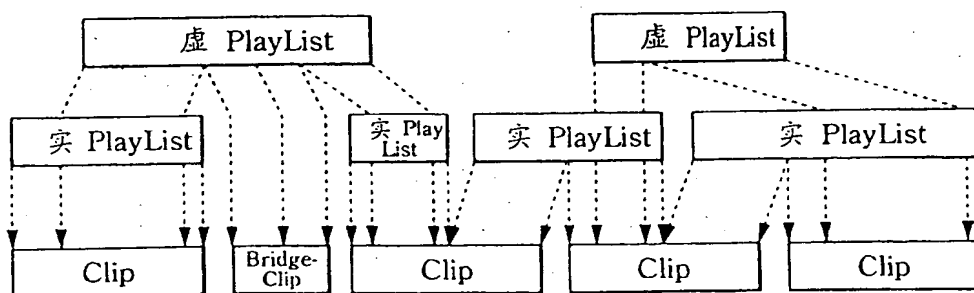 虚 PlayList
虚 PlayList
实 PlayList
实 Play
List
实 PlayList
实 PlayList
Clip
Bridge-
Clip
Clip
Clip
Clip